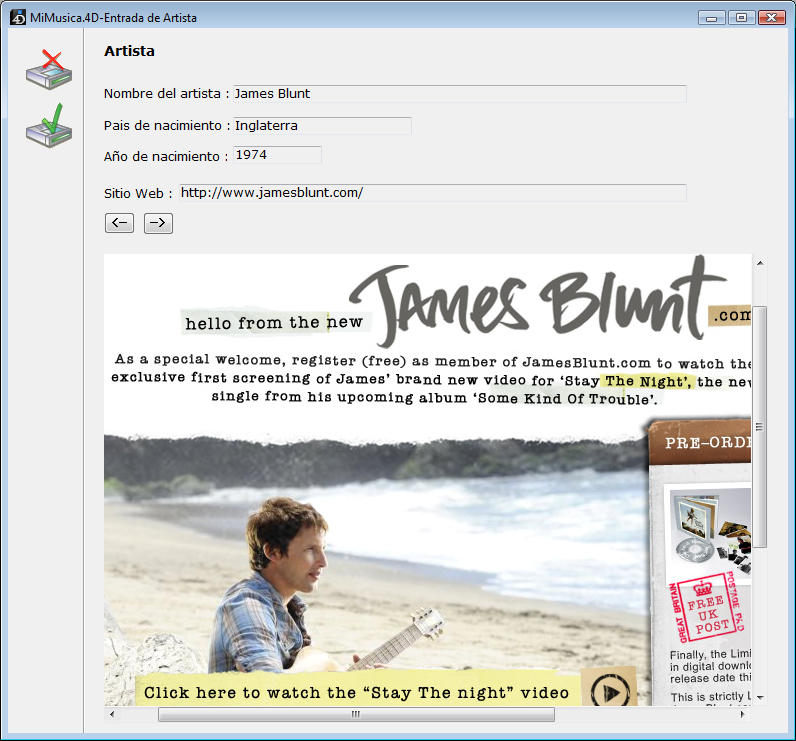 MiMusica.4D-Entrada de Artista
Artista
Nombre del artista : James Blunt
Pais de nacimiento : Inglaterra
Año de nacimiento : 1974
Sitio Web : http://www.jamesblunt.com/
<-- -->
hello from the new James Blunt .com
As a special welcome, register (free) as member of JamesBlunt.com to watch the
exclusive first screening of James' brand new video for 'Stay The Night', the new
single from his upcoming album 'Some Kind Of Trouble'.
PRE-ORDE
GREAT BRITAIN
POSTAGE P.D
FREE
UK
POST
Finally, the Limi
in digital downlo
release date thi
This is strictly L
Click here to watch the "Stay The night" video